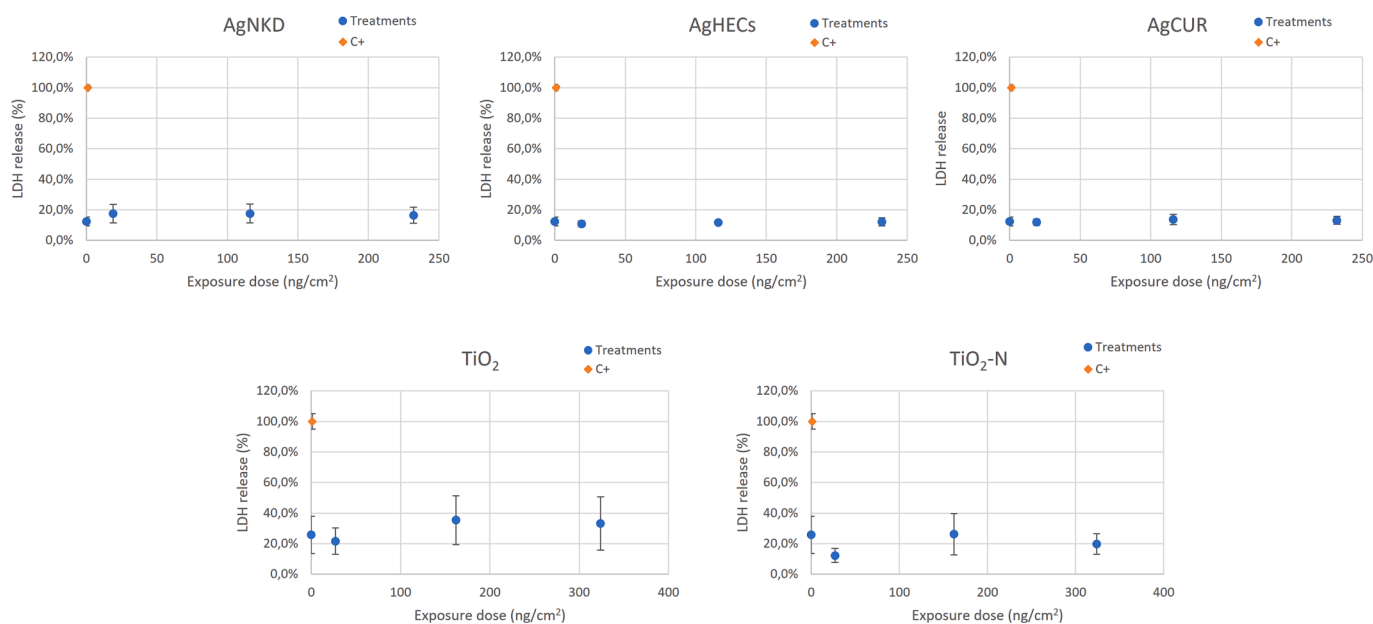 AgNKD
Treatments
C+
120,0%
100,0%
80,0%
60,0%
40,0%
20,0%
0,0%
LDH release (%)
0 50 100 150 200 250
Exposure dose (ng/cm²)
AgHECs
Treatments
C+
120,0%
100,0%
80,0%
60,0%
40,0%
20,0%
0,0%
LDH release (%)
0 50 100 150 200 250
Exposure dose (ng/cm²)
AgCUR
Treatments
C+
120,0%
100,0%
80,0%
60,0%
40,0%
20,0%
0,0%
LDH release
0 50 100 150 200 250
Exposure dose (ng/cm²)
TiO₂
Treatments
C+
120,0%
100,0%
80,0%
60,0%
40,0%
20,0%
0,0%
LDH release (%)
0 100 200 300 400
Exposure dose (ng/cm²)
TiO₂-N
Treatments
C+
120,0%
100,0%
80,0%
60,0%
40,0%
20,0%
0,0%
LDH release (%)
0 100 200 300 400
Exposure dose (ng/cm²)